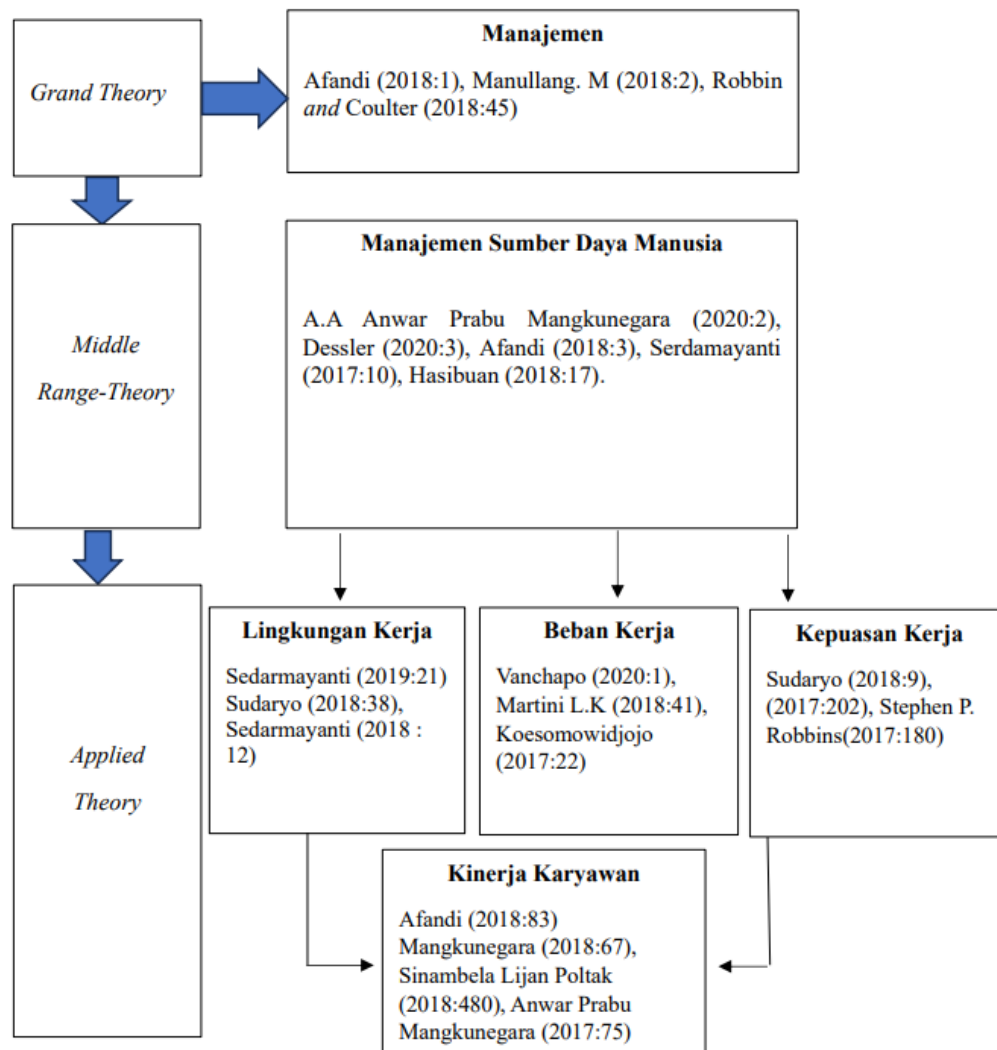 Grand Theory
Manajemen
Afandi (2018:1), Manullang. M (2018:2), Robbin
and Coulter (2018:45)
Middle
Range-Theory
Manajemen Sumber Daya Manusia
A.A Anwar Prabu Mangkunegara (2020:2),
Dessler (2020:3), Afandi (2018:3), Serdamayanti
(2017:10), Hasibuan (2018:17).
Applied
Theory
Lingkungan Kerja
Sedarmayanti (2019:21)
Sudaryo (2018:38),
Sedarmayanti (2018 :
12)
Beban Kerja
Vanchapo (2020:1),
Martini L.K (2018:41),
Koesomowidjojo
(2017:22)
Kepuasan Kerja
Sudaryo (2018:9),
(2017:202), Stephen P.
Robbins(2017:180)
Kinerja Karyawan
Afandi (2018:83)
Mangkunegara (2018:67),
Sinambela Lijan Poltak
(2018:480), Anwar Prabu
Mangkunegara (2017:75)